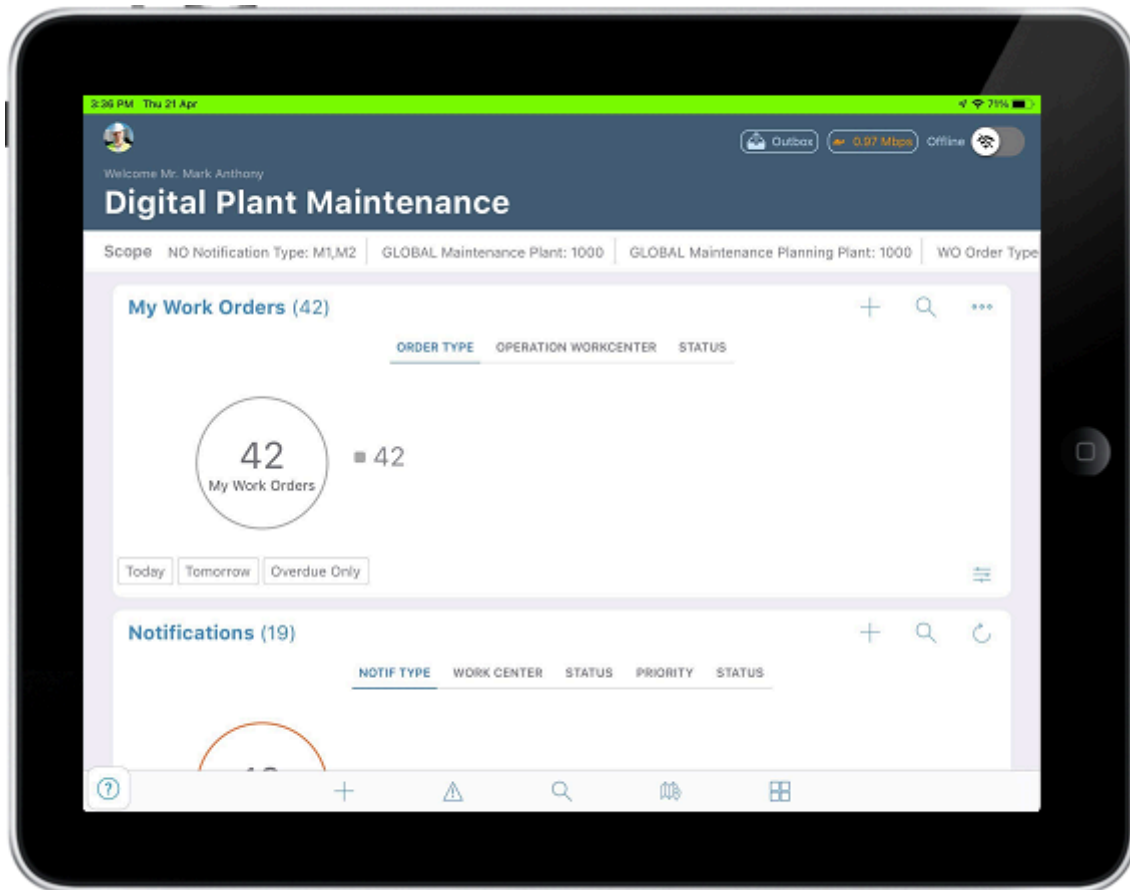 3:36 PM Thu 21 Apr
71%
Outbox
0.97 Mbps
Offline
Welcome Mr. Mark Anthony
Digital Plant Maintenance
Scope NO Notification Type: M1,M2 GLOBAL Maintenance Plant: 1000 GLOBAL Maintenance Planning Plant: 1000 WO Order Type
My Work Orders (42)
ORDER TYPE OPERATION WORKCENTER STATUS
42
My Work Orders
42
Today Tomorrow Overdue Only
Notifications (19)
NOTIF TYPE WORK CENTER STATUS PRIORITY STATUS